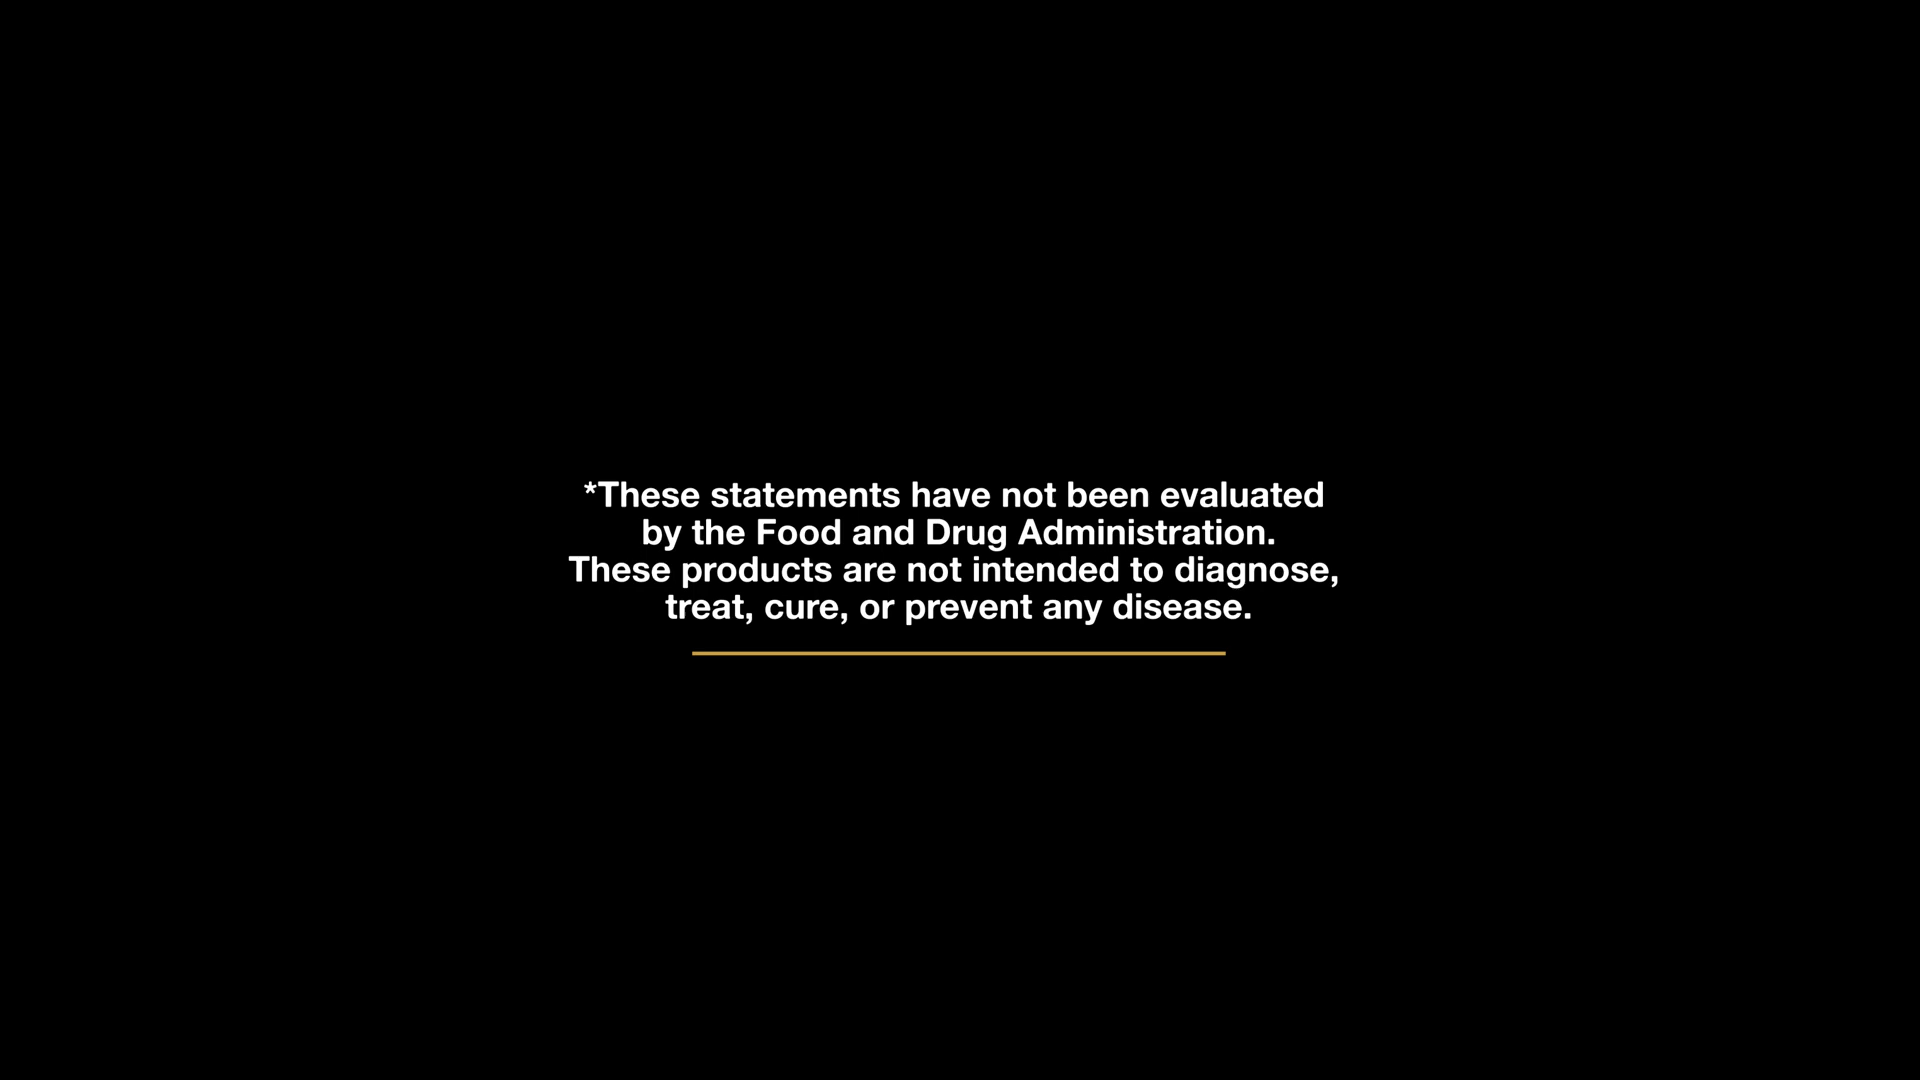 *These statements have not been evaluated
by the Food and Drug Administration.
These products are not intended to diagnose,
treat, cure, or prevent any disease.